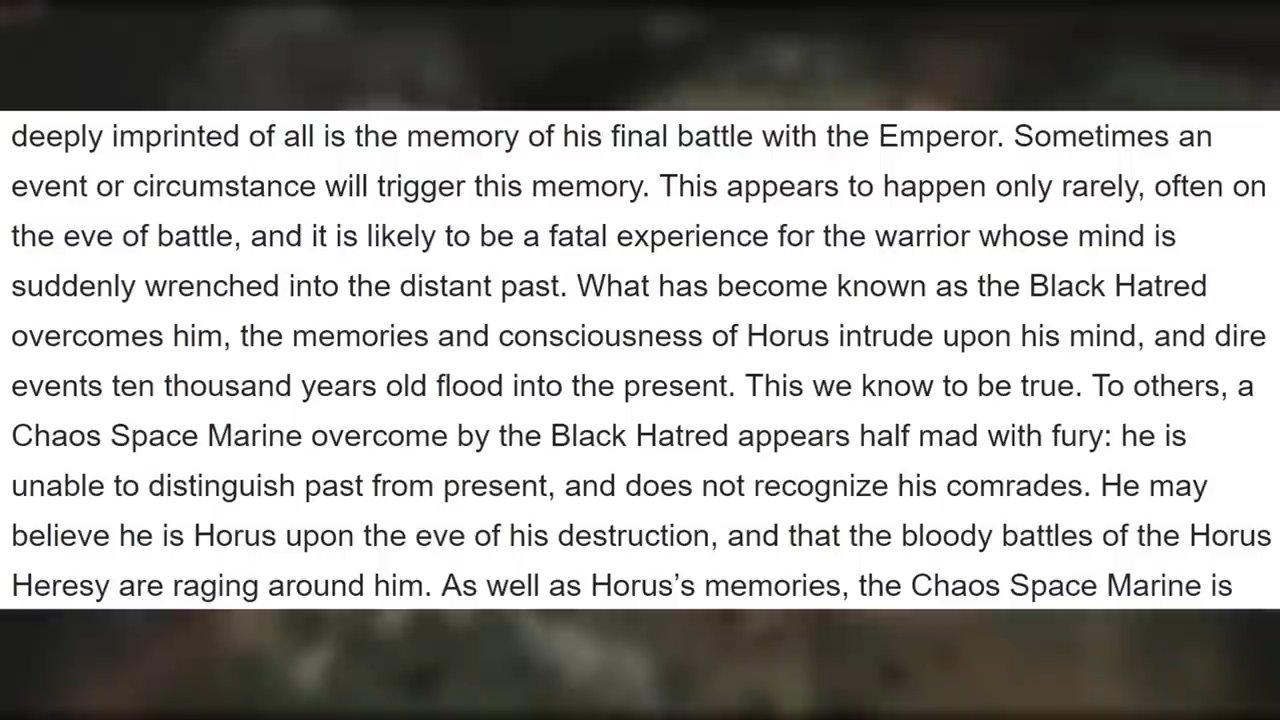 deeply imprinted of all is the memory of his final battle with the Emperor. Sometimes an
event or circumstance will trigger this memory. This appears to happen only rarely, often on
the eve of battle, and it is likely to be a fatal experience for the warrior whose mind is
suddenly wrenched into the distant past. What has become known as the Black Hatred
overcomes him, the memories and consciousness of Horus intrude upon his mind, and dire
events ten thousand years old flood into the present. This we know to be true. To others, a
Chaos Space Marine overcome by the Black Hatred appears half mad with fury: he is
unable to distinguish past from present, and does not recognize his comrades. He may
believe he is Horus upon the eve of his destruction, and that the bloody battles of the Horus
Heresy are raging around him. As well as Horus’s memories, the Chaos Space Marine is